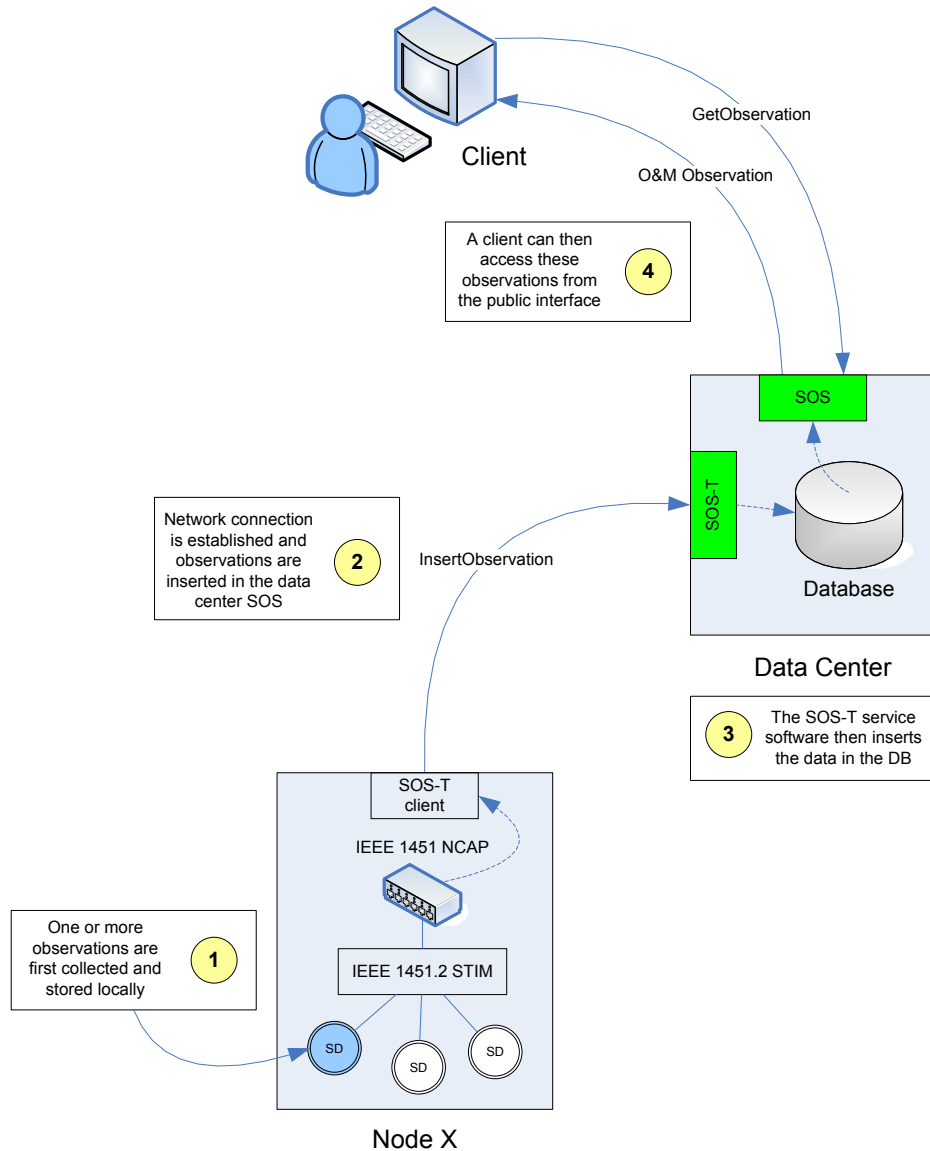 GetObservation
Client
O&M Observation
A client can then
access these
observations from
the public interface
4
SOS
SOS-T
Network connection
is established and
observations are
inserted in the data
center SOS
2
InsertObservation
Database
Data Center
3
The SOS-T service
software then inserts
the data in the DB
SOS-T
client
IEEE 1451 NCAP
One or more
observations are
first collected and
stored locally
1
IEEE 1451.2 STIM
SD
SD
SD
Node X